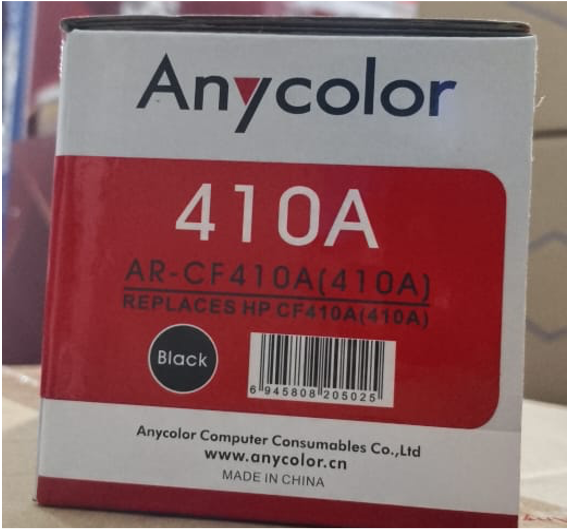 Anycolor
410A
AR-CF410A(410A)
REPLACES HP CF410A(410A)
Black
6 945808 205025
Anycolor Computer Consumables Co.,Ltd
www.anycolor.cn
MADE IN CHINA